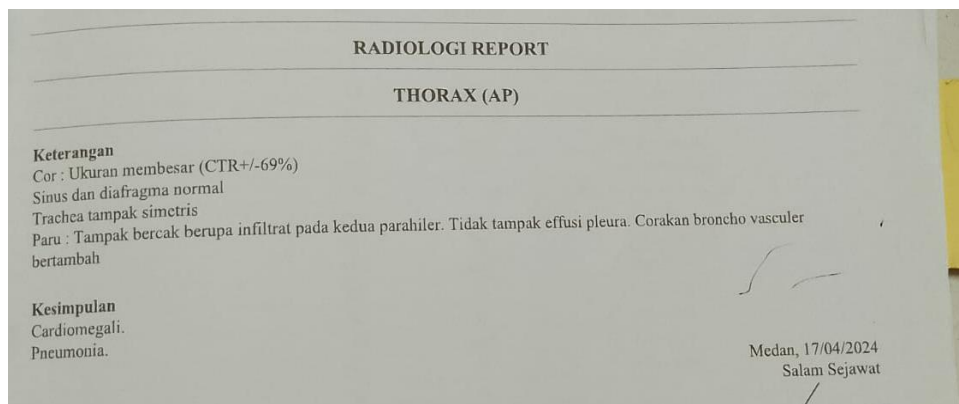 RADIOLOGI REPORT
THORAX (AP)
Keterangan
Cor : Ukuran membesar (CTR+/-69%)
Sinus dan diafragma normal
Trachea tampak simetris
Paru : Tampak bercak berupa infiltrat pada kedua parahiler. Tidak tampak effusi pleura. Corakan broncho vasculer
bertambah
Kesimpulan
Cardiomegali.
Pneumonia.
Medan, 17/04/2024
Salam Sejawat